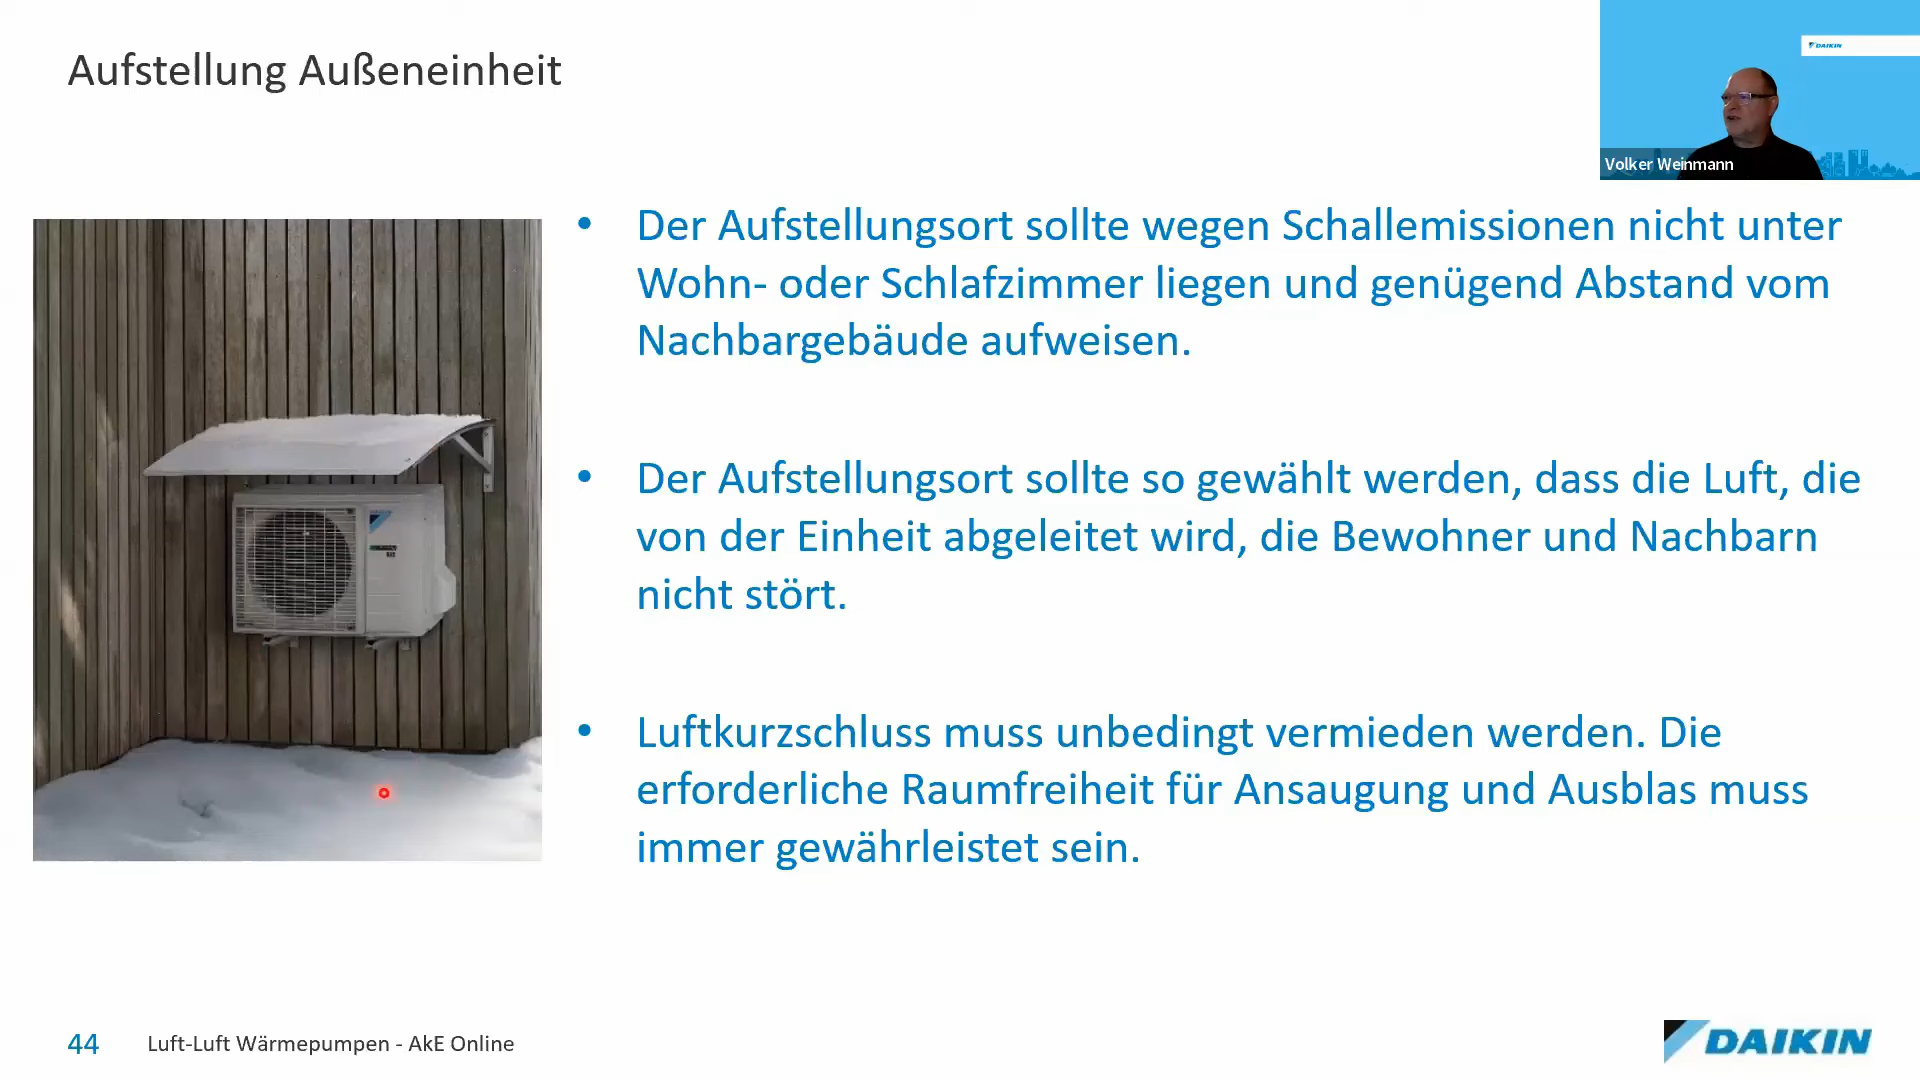 Aufstellung Außeneinheit
DAIKIN
Volker Weinmann
• Der Aufstellungsort sollte wegen Schallemissionen nicht unter
Wohn- oder Schlafzimmer liegen und genügend Abstand vom
Nachbargebäude aufweisen.
• Der Aufstellungsort sollte so gewählt werden, dass die Luft, die
von der Einheit abgeleitet wird, die Bewohner und Nachbarn
nicht stört.
• Luftkurzschluss muss unbedingt vermieden werden. Die
erforderliche Raumfreiheit für Ansaugung und Ausblas muss
immer gewährleistet sein.
44
Luft-Luft Wärmepumpen - AkE Online
DAIKIN